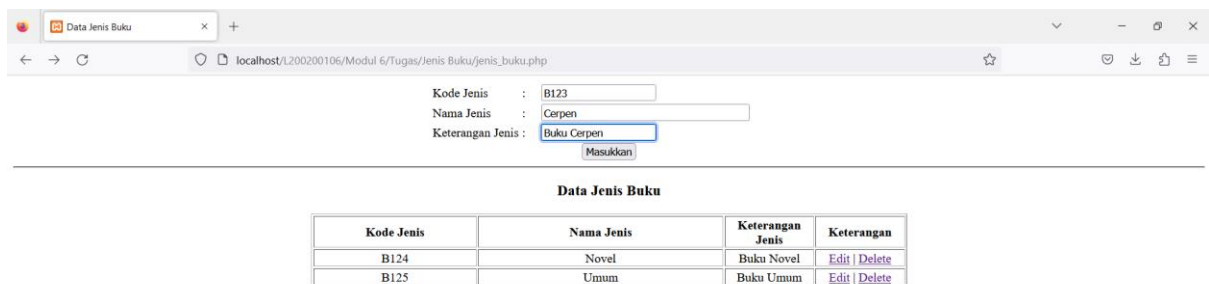 Data Jenis Buku
localhost/L200200106/Modul 6/Tugas/Jenis Buku/jenis_buku.php
Kode Jenis : B123
Nama Jenis : Cerpen
Keterangan Jenis : Buku Cerpen
Masukkan
Data Jenis Buku
Kode Jenis Nama Jenis Keterangan Jenis Keterangan
B124 Novel Buku Novel Edit | Delete
B125 Umum Buku Umum Edit | Delete